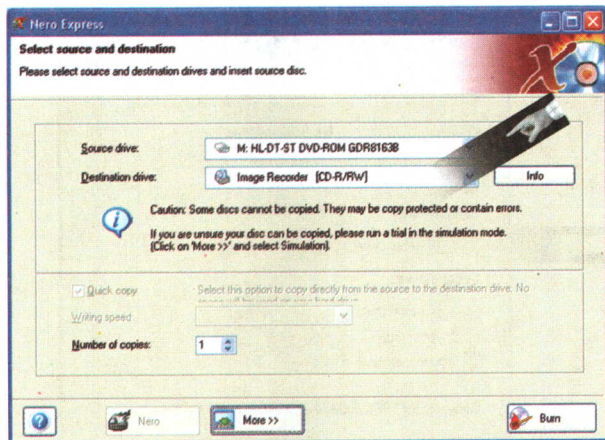 Nero Express
Select source and destination
Please select source and destination drives and insert source disc.
Source drive:
M: HL-DT-ST DVD-ROM GDR8163B
Destination drive:
Image Recorder [CD-R/RW]
Info
Caution: Some discs cannot be copied. They may be copy protected or contain errors.
If you are unsure your disc can be copied, please run a trial in the simulation mode.
(Click on 'More >>' and select Simulation).
Quick copy
Select this option to copy directly from the source to the destination drive. No
Writing speed
Number of copies:
1
Nero
More >>
Burn